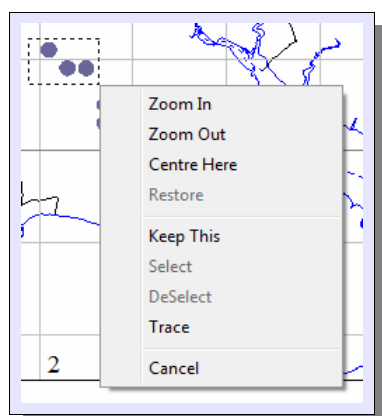 Zoom In
Zoom Out
Centre Here
Restore
Keep This
Select
DeSelect
Trace
2
Cancel